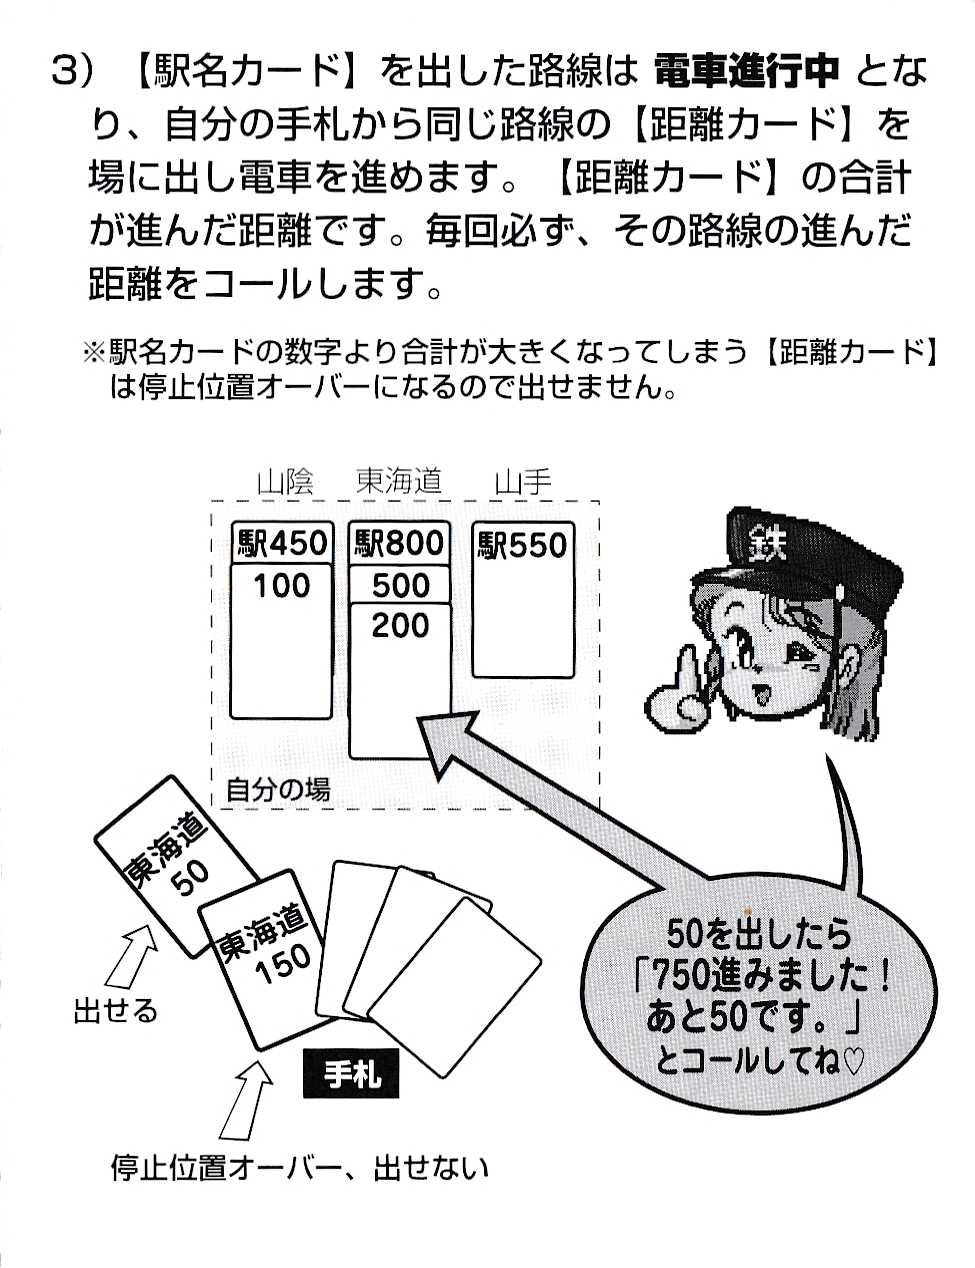 3）【駅名カード】を出した路線は 電車進行中 とな
り、自分の手札から同じ路線の【距離カード】を
場に出し電車を進めます。【距離カード】の合計
が進んだ距離です。毎回必ず、その路線の進んだ
距離をコールします。
※駅名カードの数字より合計が大きくなってしまう【距離カード】
は停止位置オーバーになるので出せません。
山陰 東海道 山手
駅450 駅800 駅550
100 500
200
鉄
自分の場
東海道
50
東海道
150
出せる
手札
停止位置オーバー、出せない
50を出したら
「750進みました！
あと50です。」
とコールしてね♡